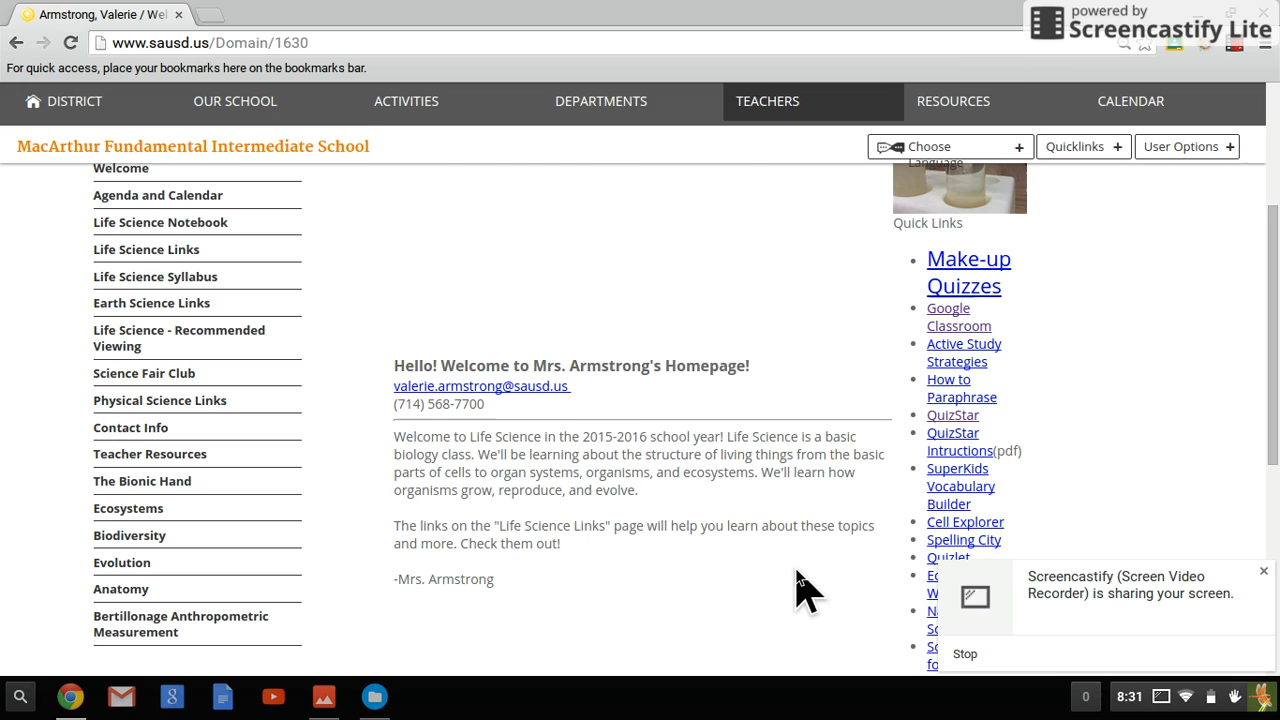 Armstrong, Valerie / Wel
powered by
Screencastify Lite
www.sausd.us/Domain/1630
For quick access, place your bookmarks here on the bookmarks bar.
DISTRICT
OUR SCHOOL
ACTIVITIES
DEPARTMENTS
TEACHERS
RESOURCES
CALENDAR
MacArthur Fundamental Intermediate School
Choose +
Quicklinks +
User Options +
Language
Welcome
Agenda and Calendar
Life Science Notebook
Life Science Links
Life Science Syllabus
Earth Science Links
Life Science - Recommended
Viewing
Science Fair Club
Physical Science Links
Contact Info
Teacher Resources
The Bionic Hand
Ecosystems
Biodiversity
Evolution
Anatomy
Bertillonage Anthropometric
Measurement
Hello! Welcome to Mrs. Armstrong's Homepage!
valerie.armstrong@sausd.us
(714) 568-7700
Welcome to Life Science in the 2015-2016 school year! Life Science is a basic
biology class. We'll be learning about the structure of living things from the basic
parts of cells to organ systems, organisms, and ecosystems. We'll learn how
organisms grow, reproduce, and evolve.
The links on the "Life Science Links" page will help you learn about these topics
and more. Check them out!
-Mrs. Armstrong
Quick Links
Make-up
Quizzes
Google
Classroom
Active Study
Strategies
How to
Paraphrase
QuizStar
QuizStar
Intructions(pdf)
SuperKids
Vocabulary
Builder
Cell Explorer
Spelling City
Quizlet
Screencastify (Screen Video
Recorder) is sharing your screen.
Stop
0
8:31